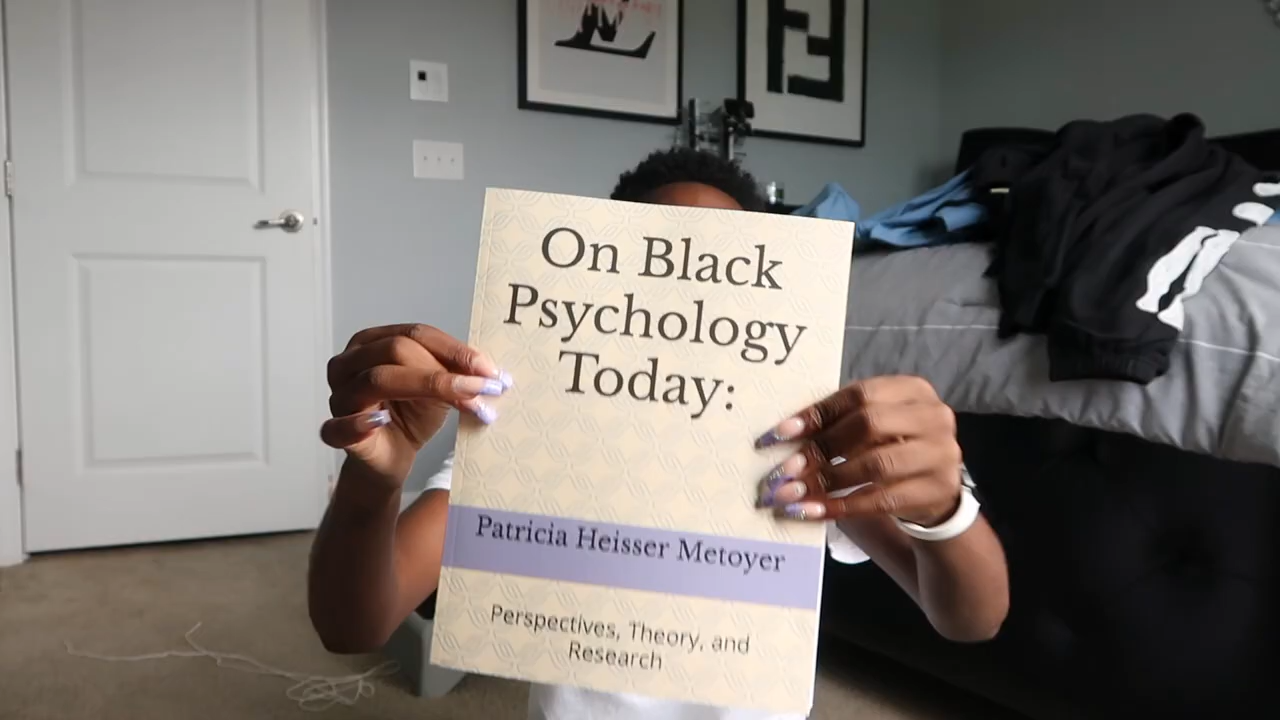 On Black
Psychology
Today:
Patricia Heisser Metoyer
Perspectives, Theory, and
Research